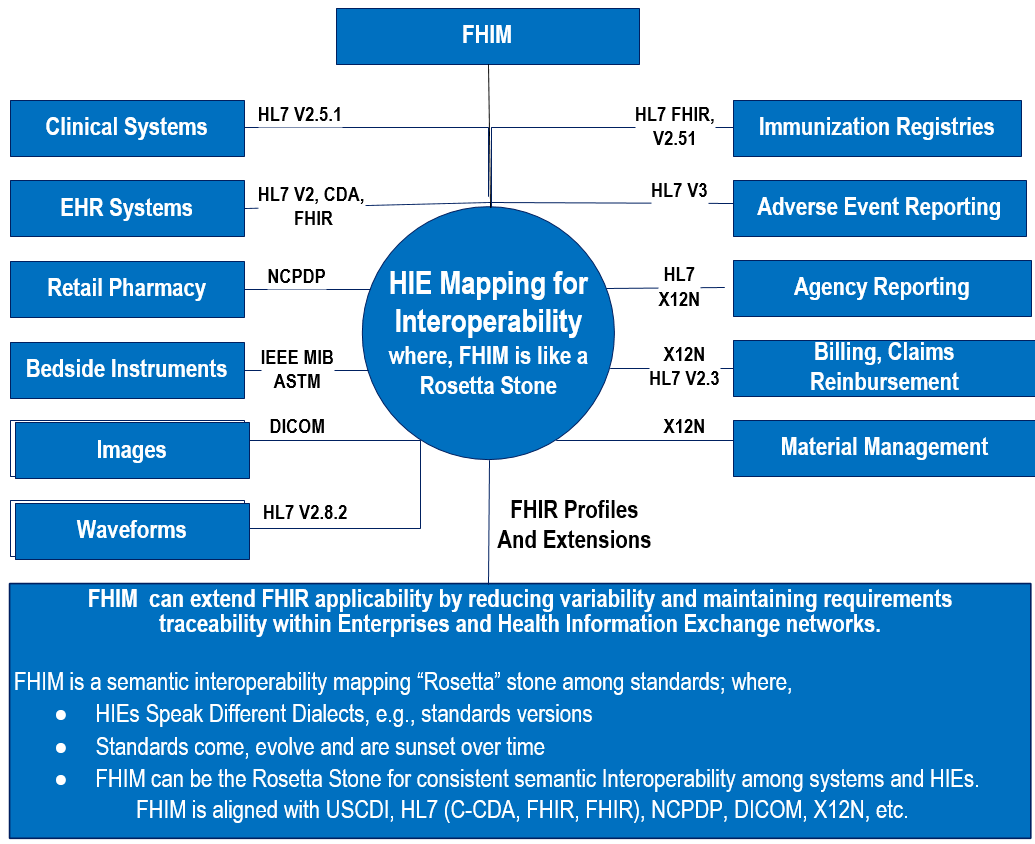 FHIM
Clinical Systems
HL7 V2.5.1
HL7 FHIR,
V2.51
Immunization Registries
EHR Systems
HL7 V2, CDA,
FHIR
HL7 V3
Adverse Event Reporting
Retail Pharmacy
NCPDP
HIE Mapping for
Interoperability
where, FHIM is like a
Rosetta Stone
HL7
X12N
Agency Reporting
Bedside Instruments
IEEE MIB
ASTM
X12N
HL7 V2.3
Billing, Claims
Reimbursement
Images
DICOM
X12N
Material Management
Waveforms
HL7 V2.8.2
FHIR Profiles
And Extensions
FHIM can extend FHIR applicability by reducing variability and maintaining requirements
traceability within Enterprises and Health Information Exchange networks.
FHIM is a semantic interoperability mapping “Rosetta” stone among standards; where,
● HIEs Speak Different Dialects, e.g., standards versions
● Standards come, evolve and are sunset over time
● FHIM can be the Rosetta Stone for consistent semantic Interoperability among systems and HIEs.
FHIM is aligned with USCDI, HL7 (C-CDA, FHIR, FHIR), NCPDP, DICOM, X12N, etc.